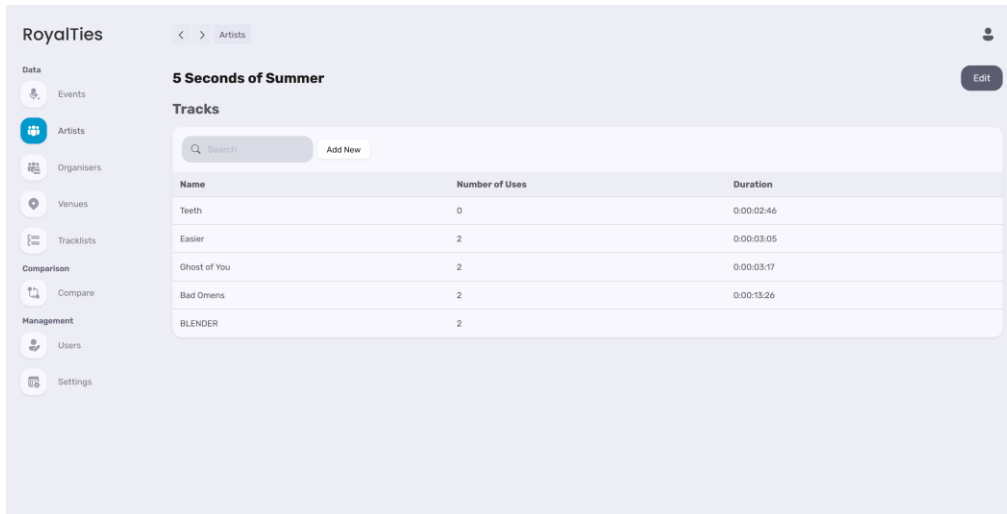 RoyalTies
Artists
Data
Events
Artists
Organisers
Venues
Tracklists
Comparison
Compare
Management
Users
Settings
5 Seconds of Summer
Edit
Tracks
Search
Add New
Name Number of Uses Duration
Teeth 0 0:00:02:46
Easier 2 0:00:03:05
Ghost of You 2 0:00:03:17
Bad Omens 2 0:00:13:26
BLENDER 2